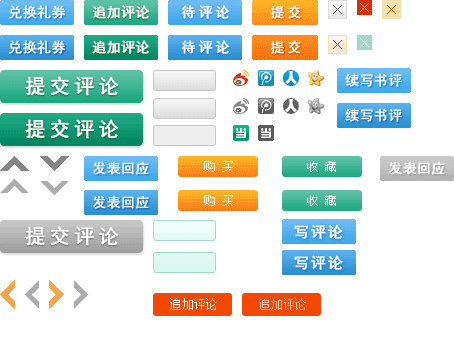 兑换礼券 追加评论 待评论 提交
兑换礼券 追加评论 待评论 提交
提交评论 续写书评
提交评论 当 当 续写书评
发表回应 购买 收藏 发表回应
发表回应 购买 收藏
提交评论 写评论
写评论
追加评论 追加评论